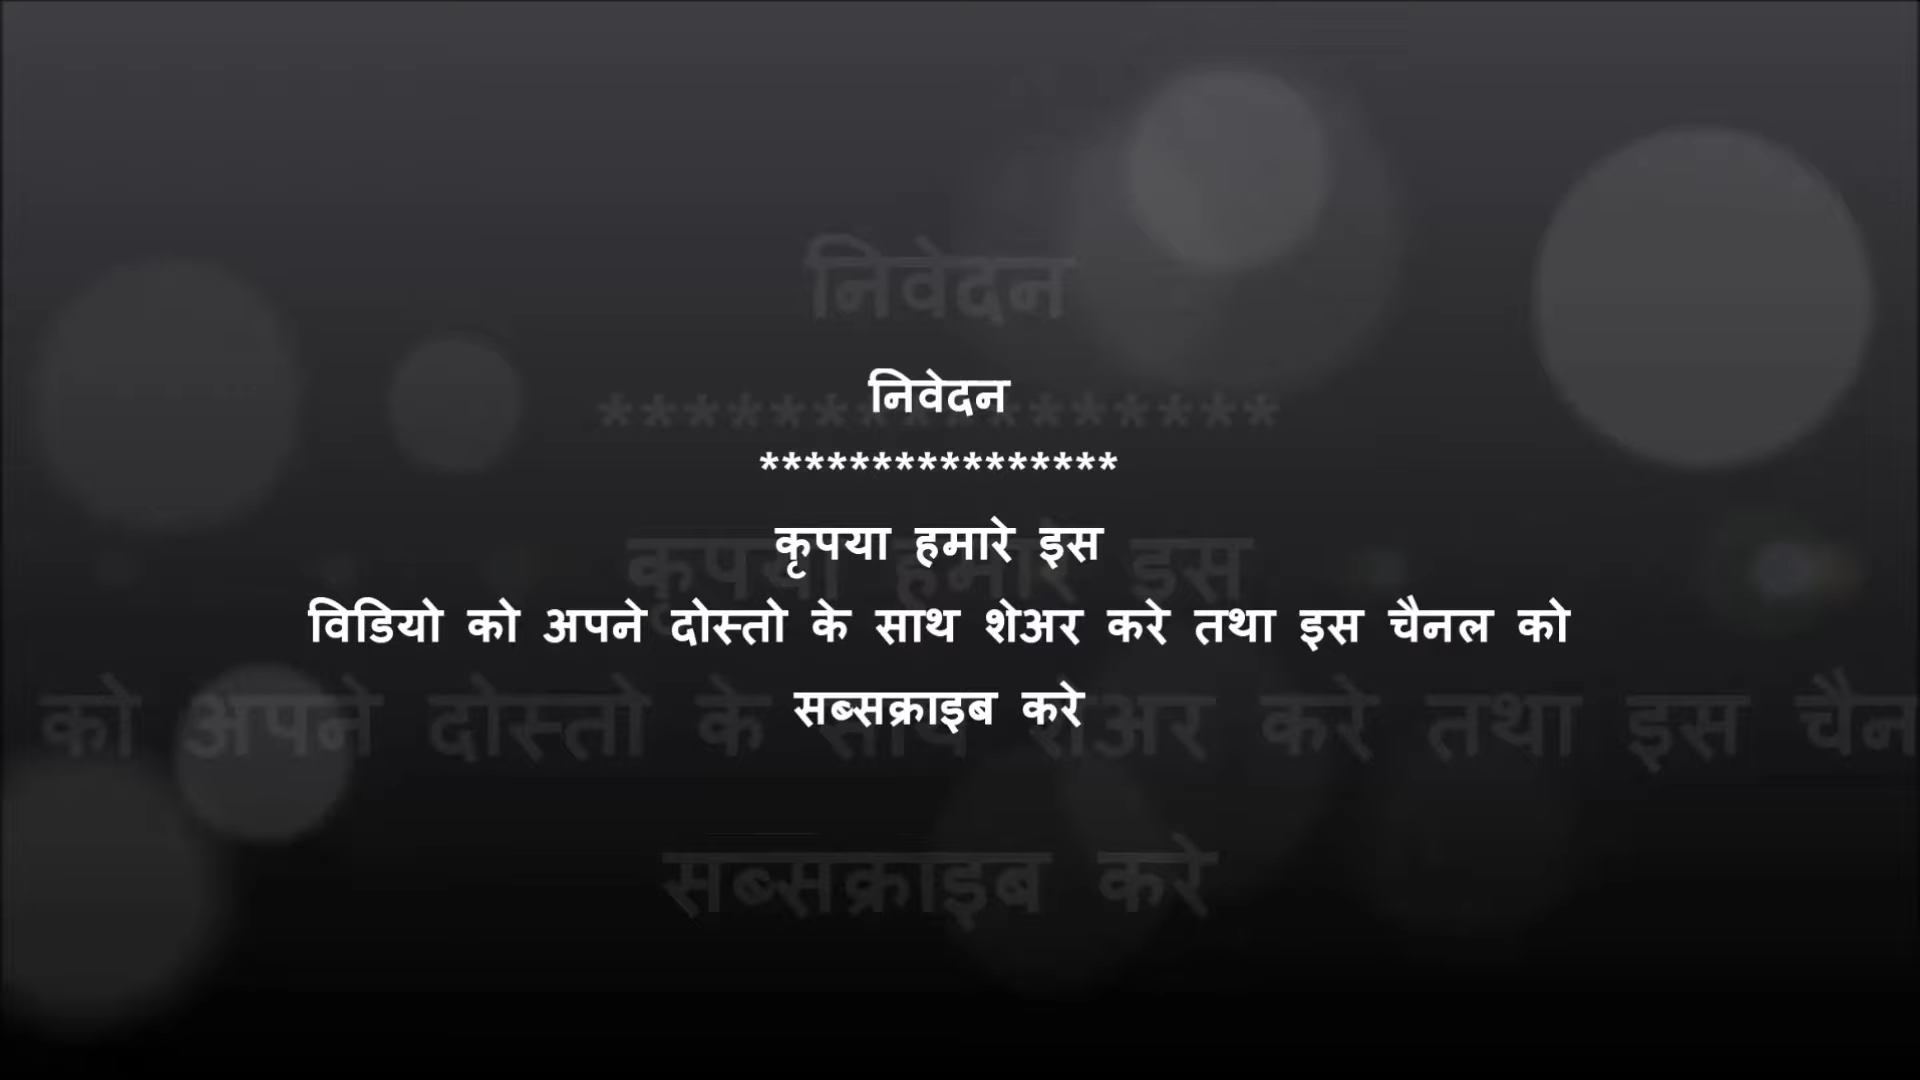 निवेदन
****************
कृपया हमारे इस
विडियो को अपने दोस्तो के साथ शेअर करे तथा इस चैनल को
सब्सक्राइब करे